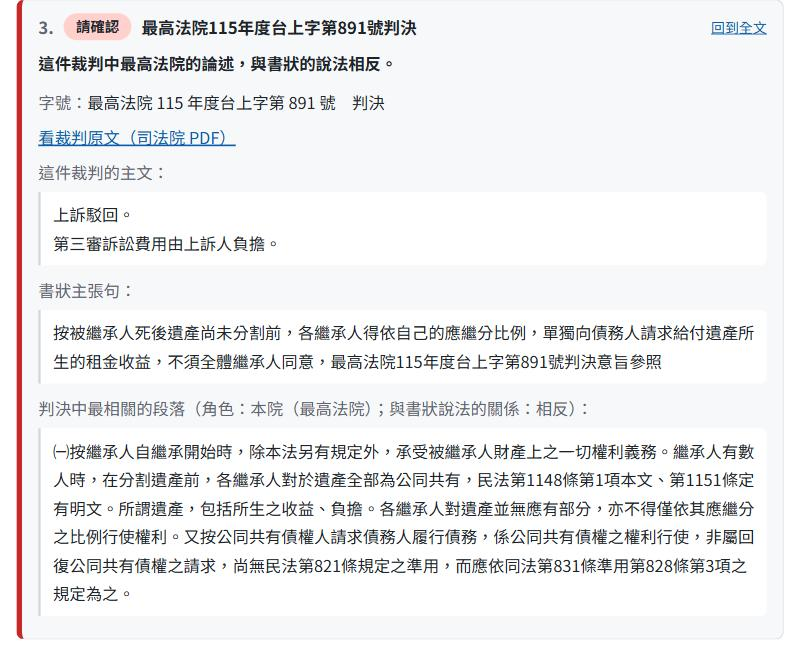 3. 請確認 最高法院115年度台上字第891號判決 回到全文
這件裁判中最高法院的論述，與書狀的說法相反。
字號：最高法院 115 年度台上字第 891 號　判決
看裁判原文（司法院 PDF）
這件裁判的主文：
上訴駁回。
第三審訴訟費用由上訴人負擔。
書狀主張句：
按被繼承人死後遺產尚未分割前，各繼承人得依自己的應繼分比例，單獨向債務人請求給付遺產所
生的租金收益，不須全體繼承人同意，最高法院115年度台上字第891號判決意旨參照
判決中最相關的段落（角色：本院（最高法院）；與書狀說法的關係：相反）：
㈠按繼承人自繼承開始時，除本法另有規定外，承受被繼承人財產上之一切權利義務。繼承人有數
人時，在分割遺產前，各繼承人對於遺產全部為公同共有，民法第1148條第1項本文、第1151條定
有明文。所謂遺產，包括所生之收益、負擔。各繼承人對遺產並無應有部分，亦不得僅依其應繼分
之比例行使權利。又按公同共有債權人請求債務人履行債務，係公同共有債權之權利行使，非屬回
復公同共有債權之請求，尚無民法第821條規定之準用，而應依同法第831條準用第828條第3項之
規定為之。